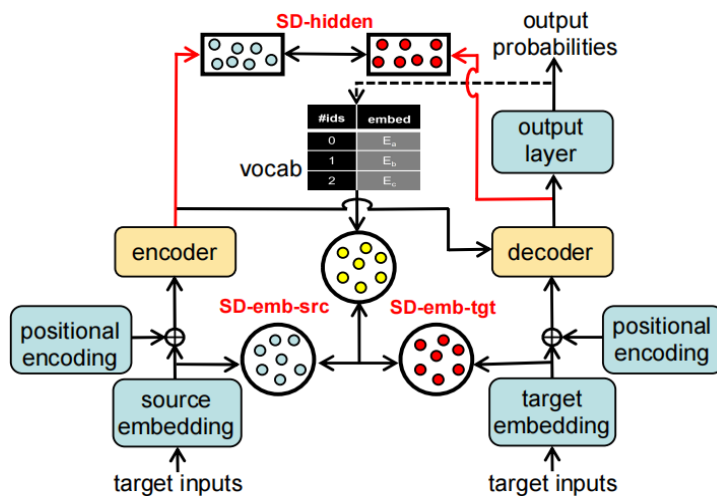 SD-hidden
output
probabilities
#ids embed
0 Ea
1 Eb
2 Ec
vocab
output
layer
encoder
decoder
SD-emb-src
SD-emb-tgt
positional
encoding
positional
encoding
source
embedding
target
embedding
target inputs
target inputs